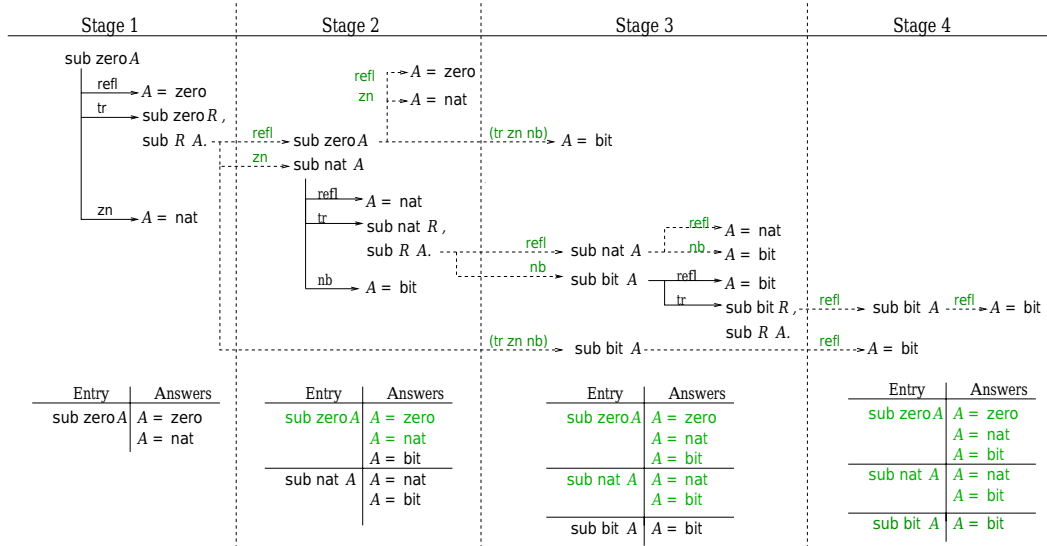 Stage 1 Stage 2 Stage 3 Stage 4
sub zero A
refl A = zero
tr sub zero R ,
sub R A.
zn A = nat
refl sub zero A
zn sub nat A
refl A = zero
zn A = nat
refl A = nat
tr sub nat R ,
sub R A.
nb A = bit
(tr zn nb) A = bit
refl sub nat A
nb sub bit A
refl A = nat
nb A = bit
refl A = bit
tr sub bit R ,
sub R A.
(tr zn nb) sub bit A
refl sub bit A refl A = bit
refl A = bit
Entry Answers
sub zero A A = zero
A = nat
Entry Answers
sub zero A A = zero
A = nat
A = bit
sub nat A A = nat
A = bit
Entry Answers
sub zero A A = zero
A = nat
A = bit
sub nat A A = nat
A = bit
sub bit A A = bit
Entry Answers
sub zero A A = zero
A = nat
A = bit
sub nat A A = nat
A = bit
sub bit A A = bit